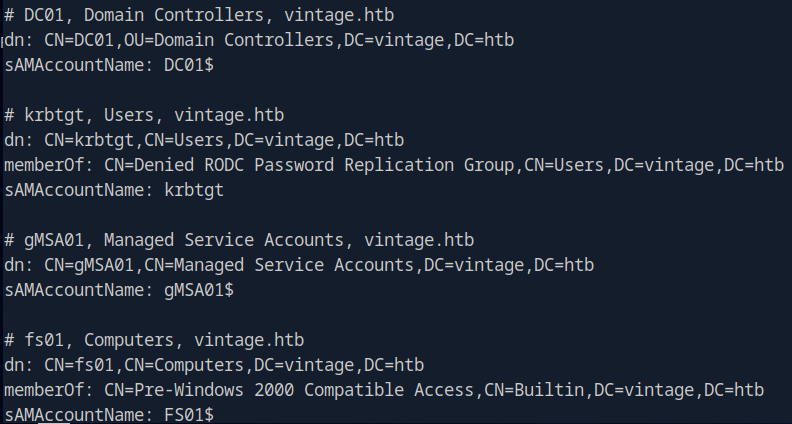 # DC01, Domain Controllers, vintage.htb
dn: CN=DC01,OU=Domain Controllers,DC=vintage,DC=htb
sAMAccountName: DC01$
# krbtgt, Users, vintage.htb
dn: CN=krbtgt,CN=Users,DC=vintage,DC=htb
memberOf: CN=Denied RODC Password Replication Group,CN=Users,DC=vintage,DC=htb
sAMAccountName: krbtgt
# gMSA01, Managed Service Accounts, vintage.htb
dn: CN=gMSA01,CN=Managed Service Accounts,DC=vintage,DC=htb
sAMAccountName: gMSA01$
# fs01, Computers, vintage.htb
dn: CN=fs01,CN=Computers,DC=vintage,DC=htb
memberOf: CN=Pre-Windows 2000 Compatible Access,CN=Builtin,DC=vintage,DC=htb
sAMAccountName: FS01$